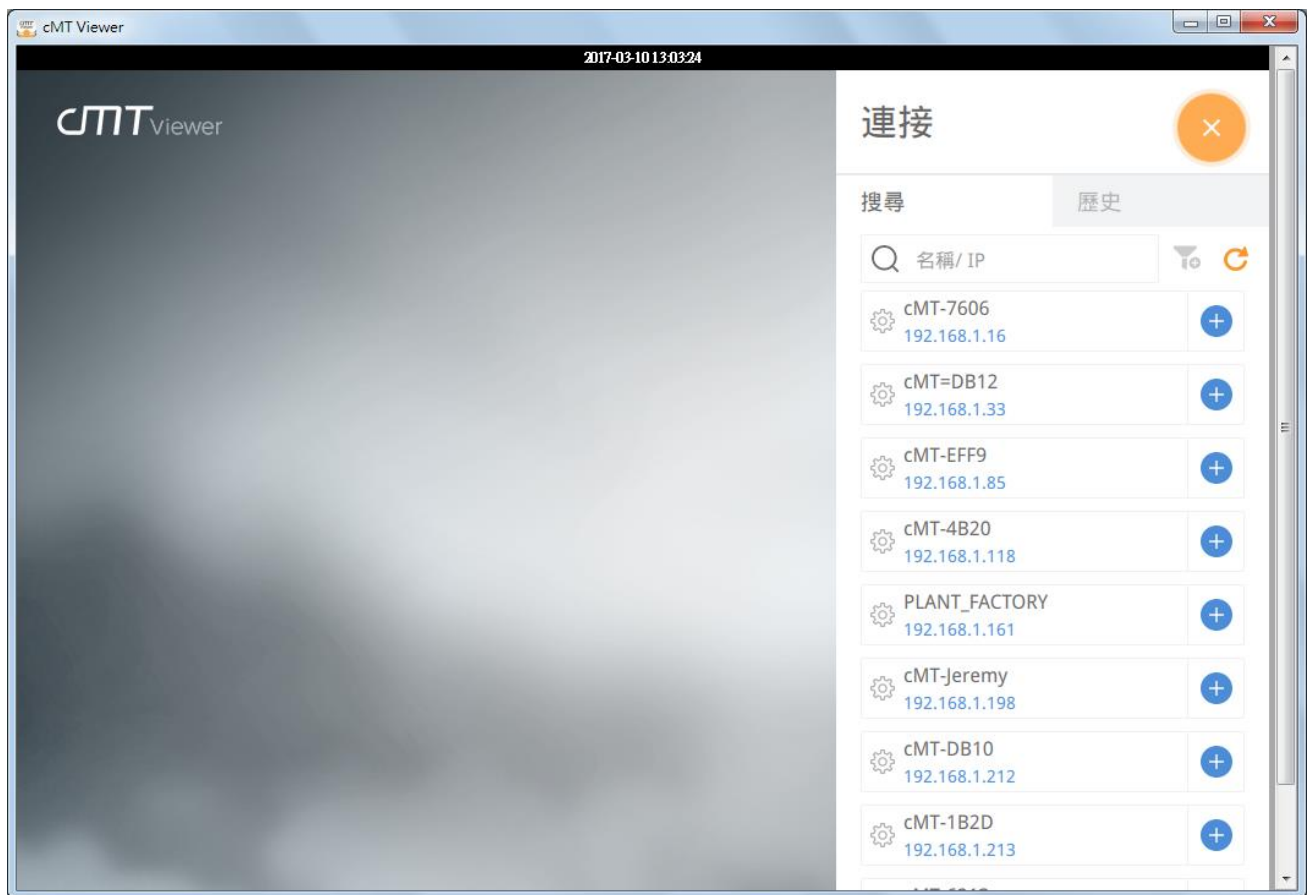 cMT Viewer
2017-03-10 13:03:24
cMT Viewer
連接
搜尋
歷史
名稱/ IP
cMT-7606
192.168.1.16
cMT=DB12
192.168.1.33
cMT-EFF9
192.168.1.85
cMT-4B20
192.168.1.118
PLANT_FACTORY
192.168.1.161
cMT-Jeremy
192.168.1.198
cMT-DB10
192.168.1.212
cMT-1B2D
192.168.1.213